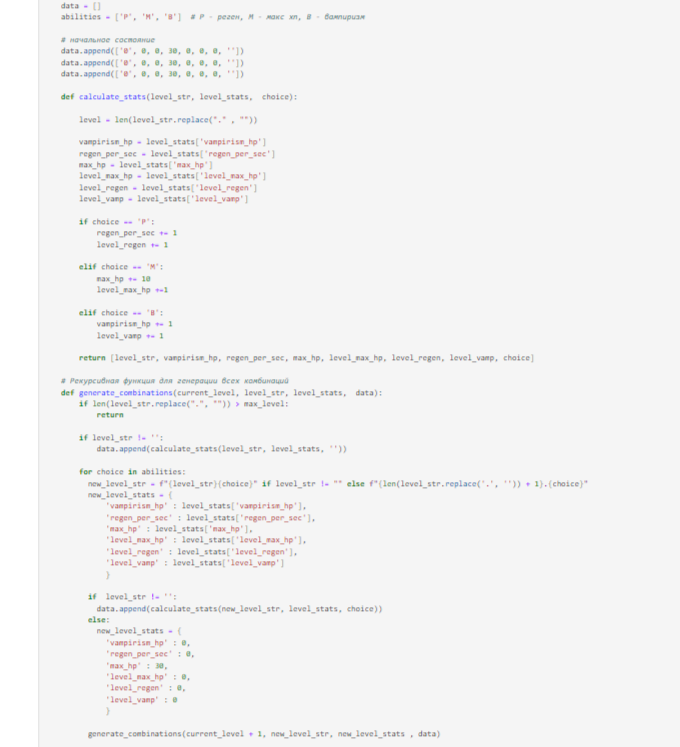 data = []
abilities = ['P', 'M', 'B']  # Р - реген, М - макс хп, В - вампиризм
# начальное состояние
data.append(['0', 0, 0, 30, 0, 0, 0, ''])
data.append(['0', 0, 0, 30, 0, 0, 0, ''])
data.append(['0', 0, 0, 30, 0, 0, 0, ''])
def calculate_stats(level_str, level_stats,  choice):
level = len(level_str.replace("." , ""))
vampirism_hp = level_stats['vampirism_hp']
regen_per_sec = level_stats['regen_per_sec']
max_hp = level_stats['max_hp']
level_max_hp = level_stats['level_max_hp']
level_regen = level_stats['level_regen']
level_vamp = level_stats['level_vamp']
if choice == 'P':
regen_per_sec += 1
level_regen += 1
elif choice == 'M':
max_hp += 10
level_max_hp +=1
elif choice == 'B':
vampirism_hp += 1
level_vamp += 1
return [level_str, vampirism_hp, regen_per_sec, max_hp, level_max_hp, level_regen, level_vamp, choice]
# Рекурсивная функция для генерации всех комбинаций
def generate_combinations(current_level, level_str, level_stats,  data):
if len(level_str.replace(".", "")) > max_level:
return
if level_str != '':
data.append(calculate_stats(level_str, level_stats, ''))
for choice in abilities:
new_level_str = f"{level_str}{choice}" if level_str != "" else f"{len(level_str.replace('.', '')) + 1}.{choice}"
new_level_stats = {
'vampirism_hp' : level_stats['vampirism_hp'],
'regen_per_sec' : level_stats['regen_per_sec'],
'max_hp' : level_stats['max_hp'],
'level_max_hp' : level_stats['level_max_hp'],
'level_regen' : level_stats['level_regen'],
'level_vamp' : level_stats['level_vamp']
}
if  level_str != '':
data.append(calculate_stats(new_level_str, level_stats, choice))
else:
new_level_stats = {
'vampirism_hp' : 0,
'regen_per_sec' : 0,
'max_hp' : 30,
'level_max_hp' : 0,
'level_regen' : 0,
'level_vamp' : 0
}
generate_combinations(current_level + 1, new_level_str, new_level_stats , data)